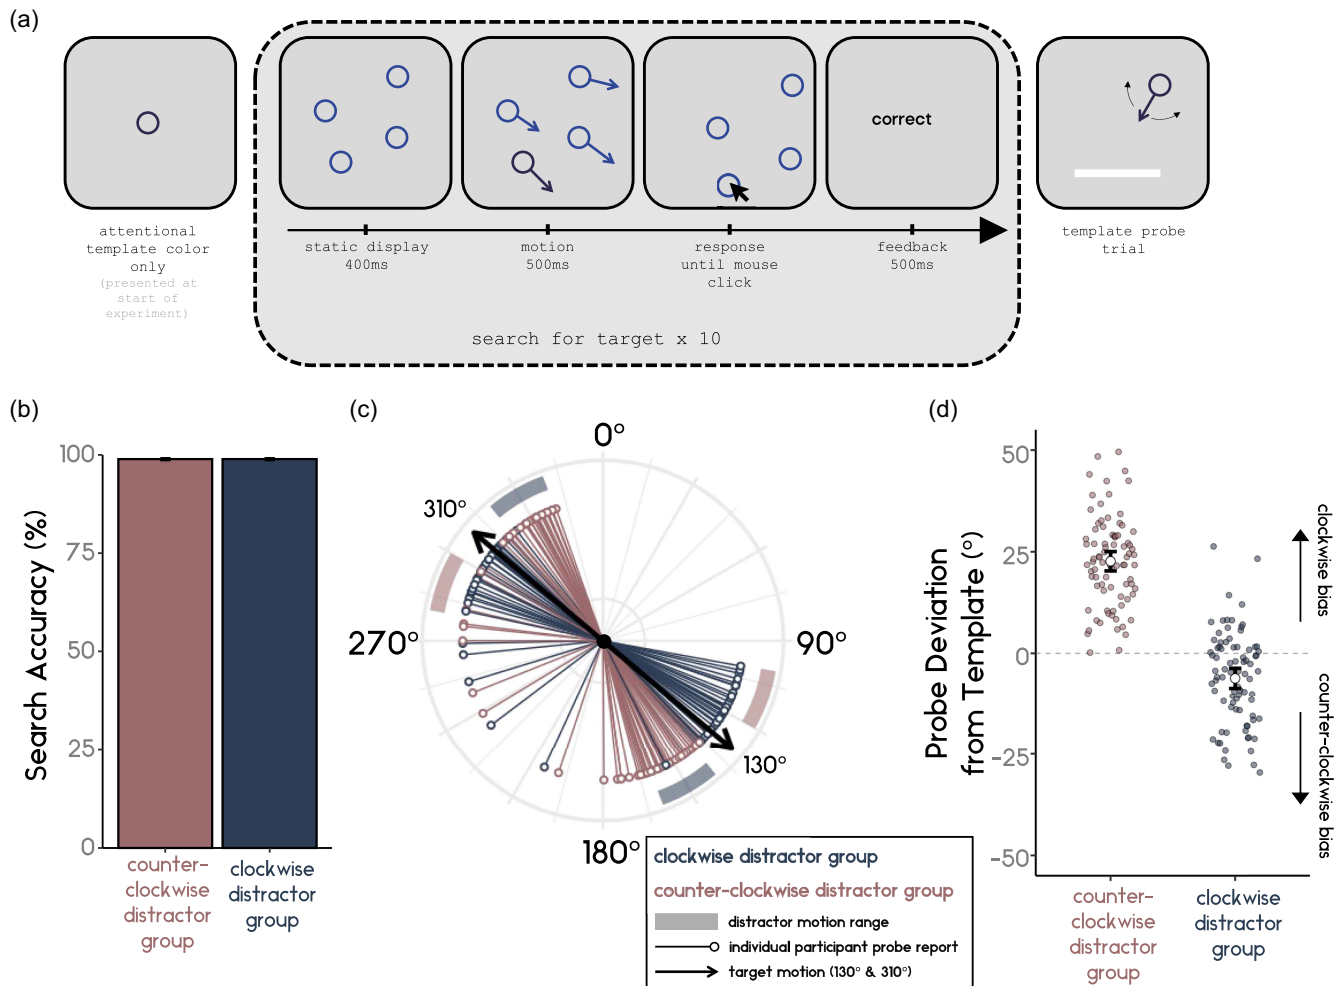 (a)
attentional
template color
only
(presented at
start of
experiment)
static display
400ms
motion
500ms
response
until mouse
click
correct
feedback
500ms
search for target x 10
template probe
trial
(b)
Search Accuracy (%)
100
75
50
25
0
counter-
clockwise
distractor
group
clockwise
distractor
group
(c)
0°
310°
270°
90°
130°
180°
clockwise distractor group
counter-clockwise distractor group
distractor motion range
individual participant probe report
target motion (130° & 310°)
(d)
Probe Deviation
from Template (°)
50
25
0
-25
-50
clockwise bias
counter-clockwise bias
counter-
clockwise
distractor
group
clockwise
distractor
group